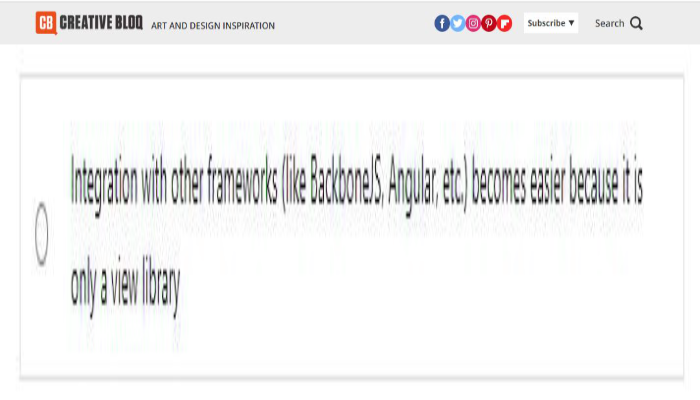 CB CREATIVE BLOQ ART AND DESIGN INSPIRATION Subscribe ▼ Search
Integration with other frameworks (like BackboneJS, Angular, etc.) becomes easier because it is
only a view library